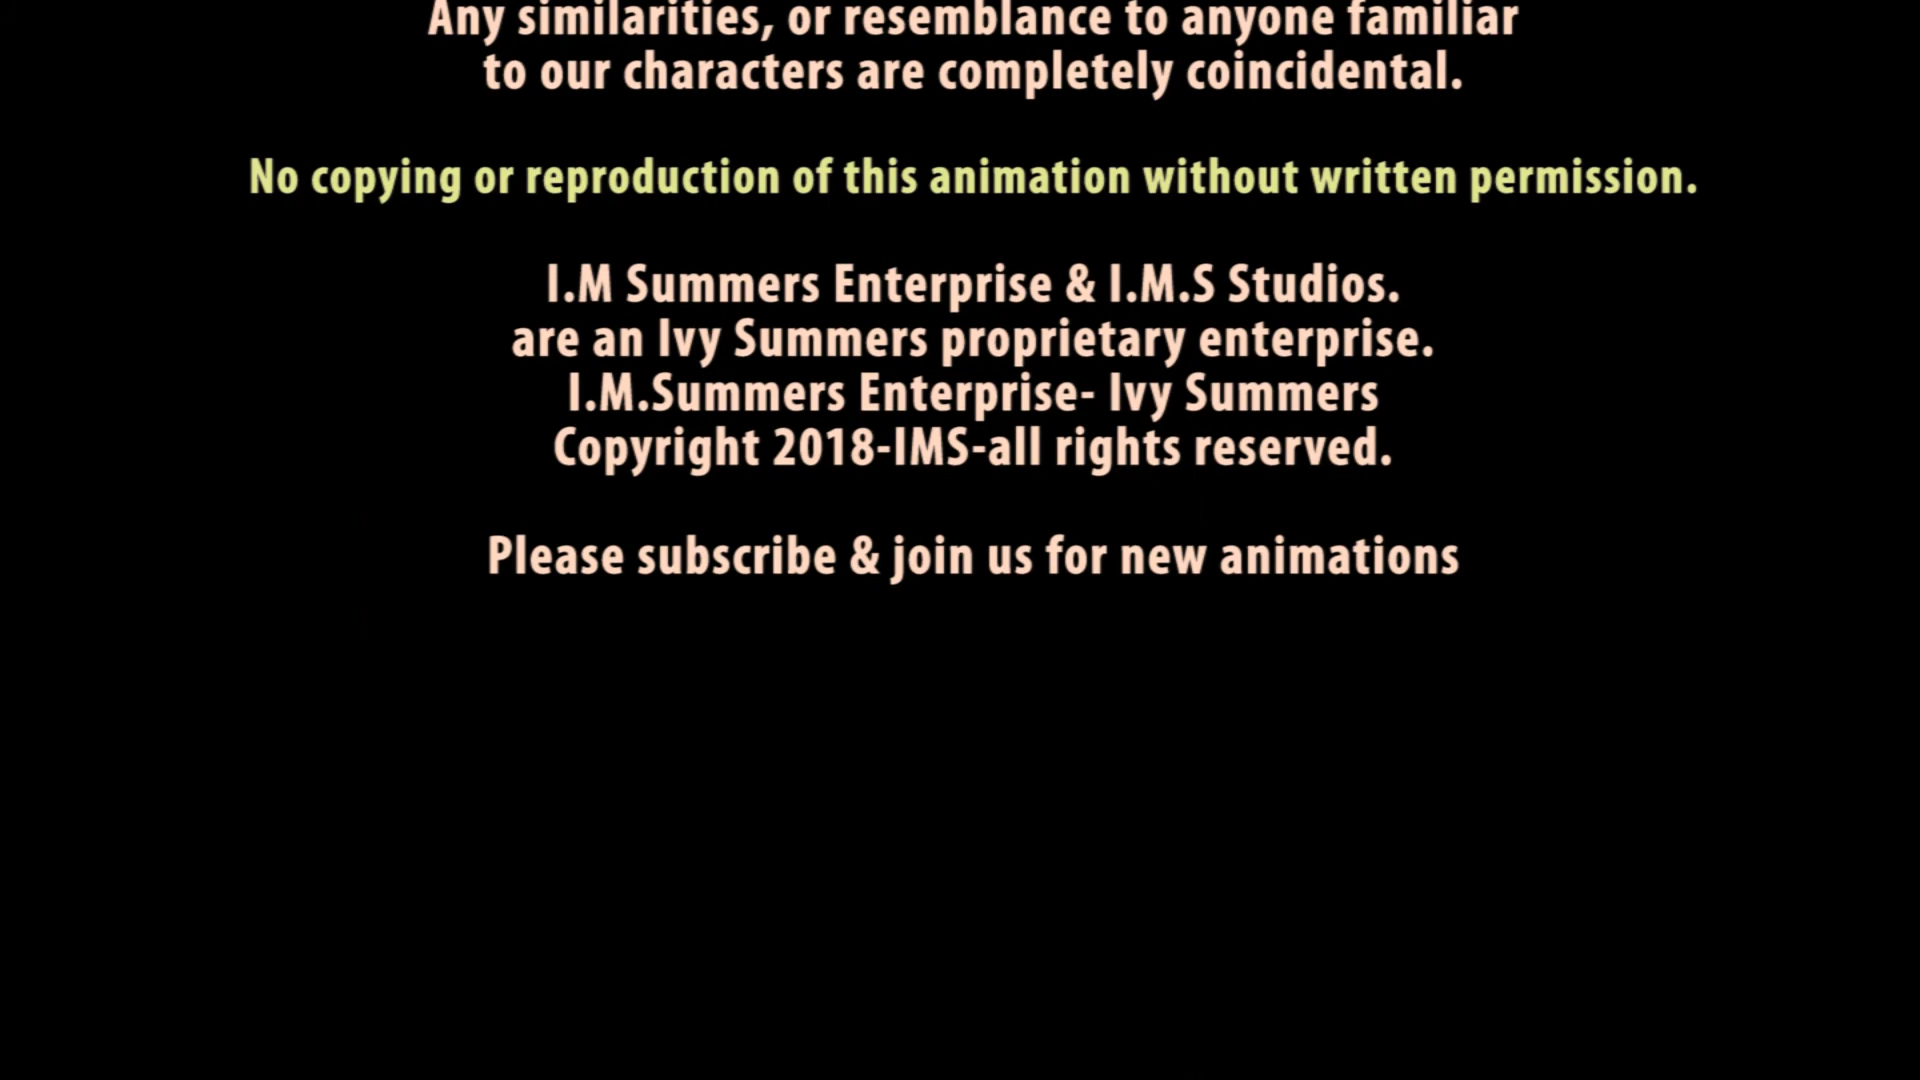 Any similarities, or resemblance to anyone familiar
to our characters are completely coincidental.
No copying or reproduction of this animation without written permission.
I.M Summers Enterprise & I.M.S Studios.
are an Ivy Summers proprietary enterprise.
I.M.Summers Enterprise- Ivy Summers
Copyright 2018-IMS-all rights reserved.
Please subscribe & join us for new animations